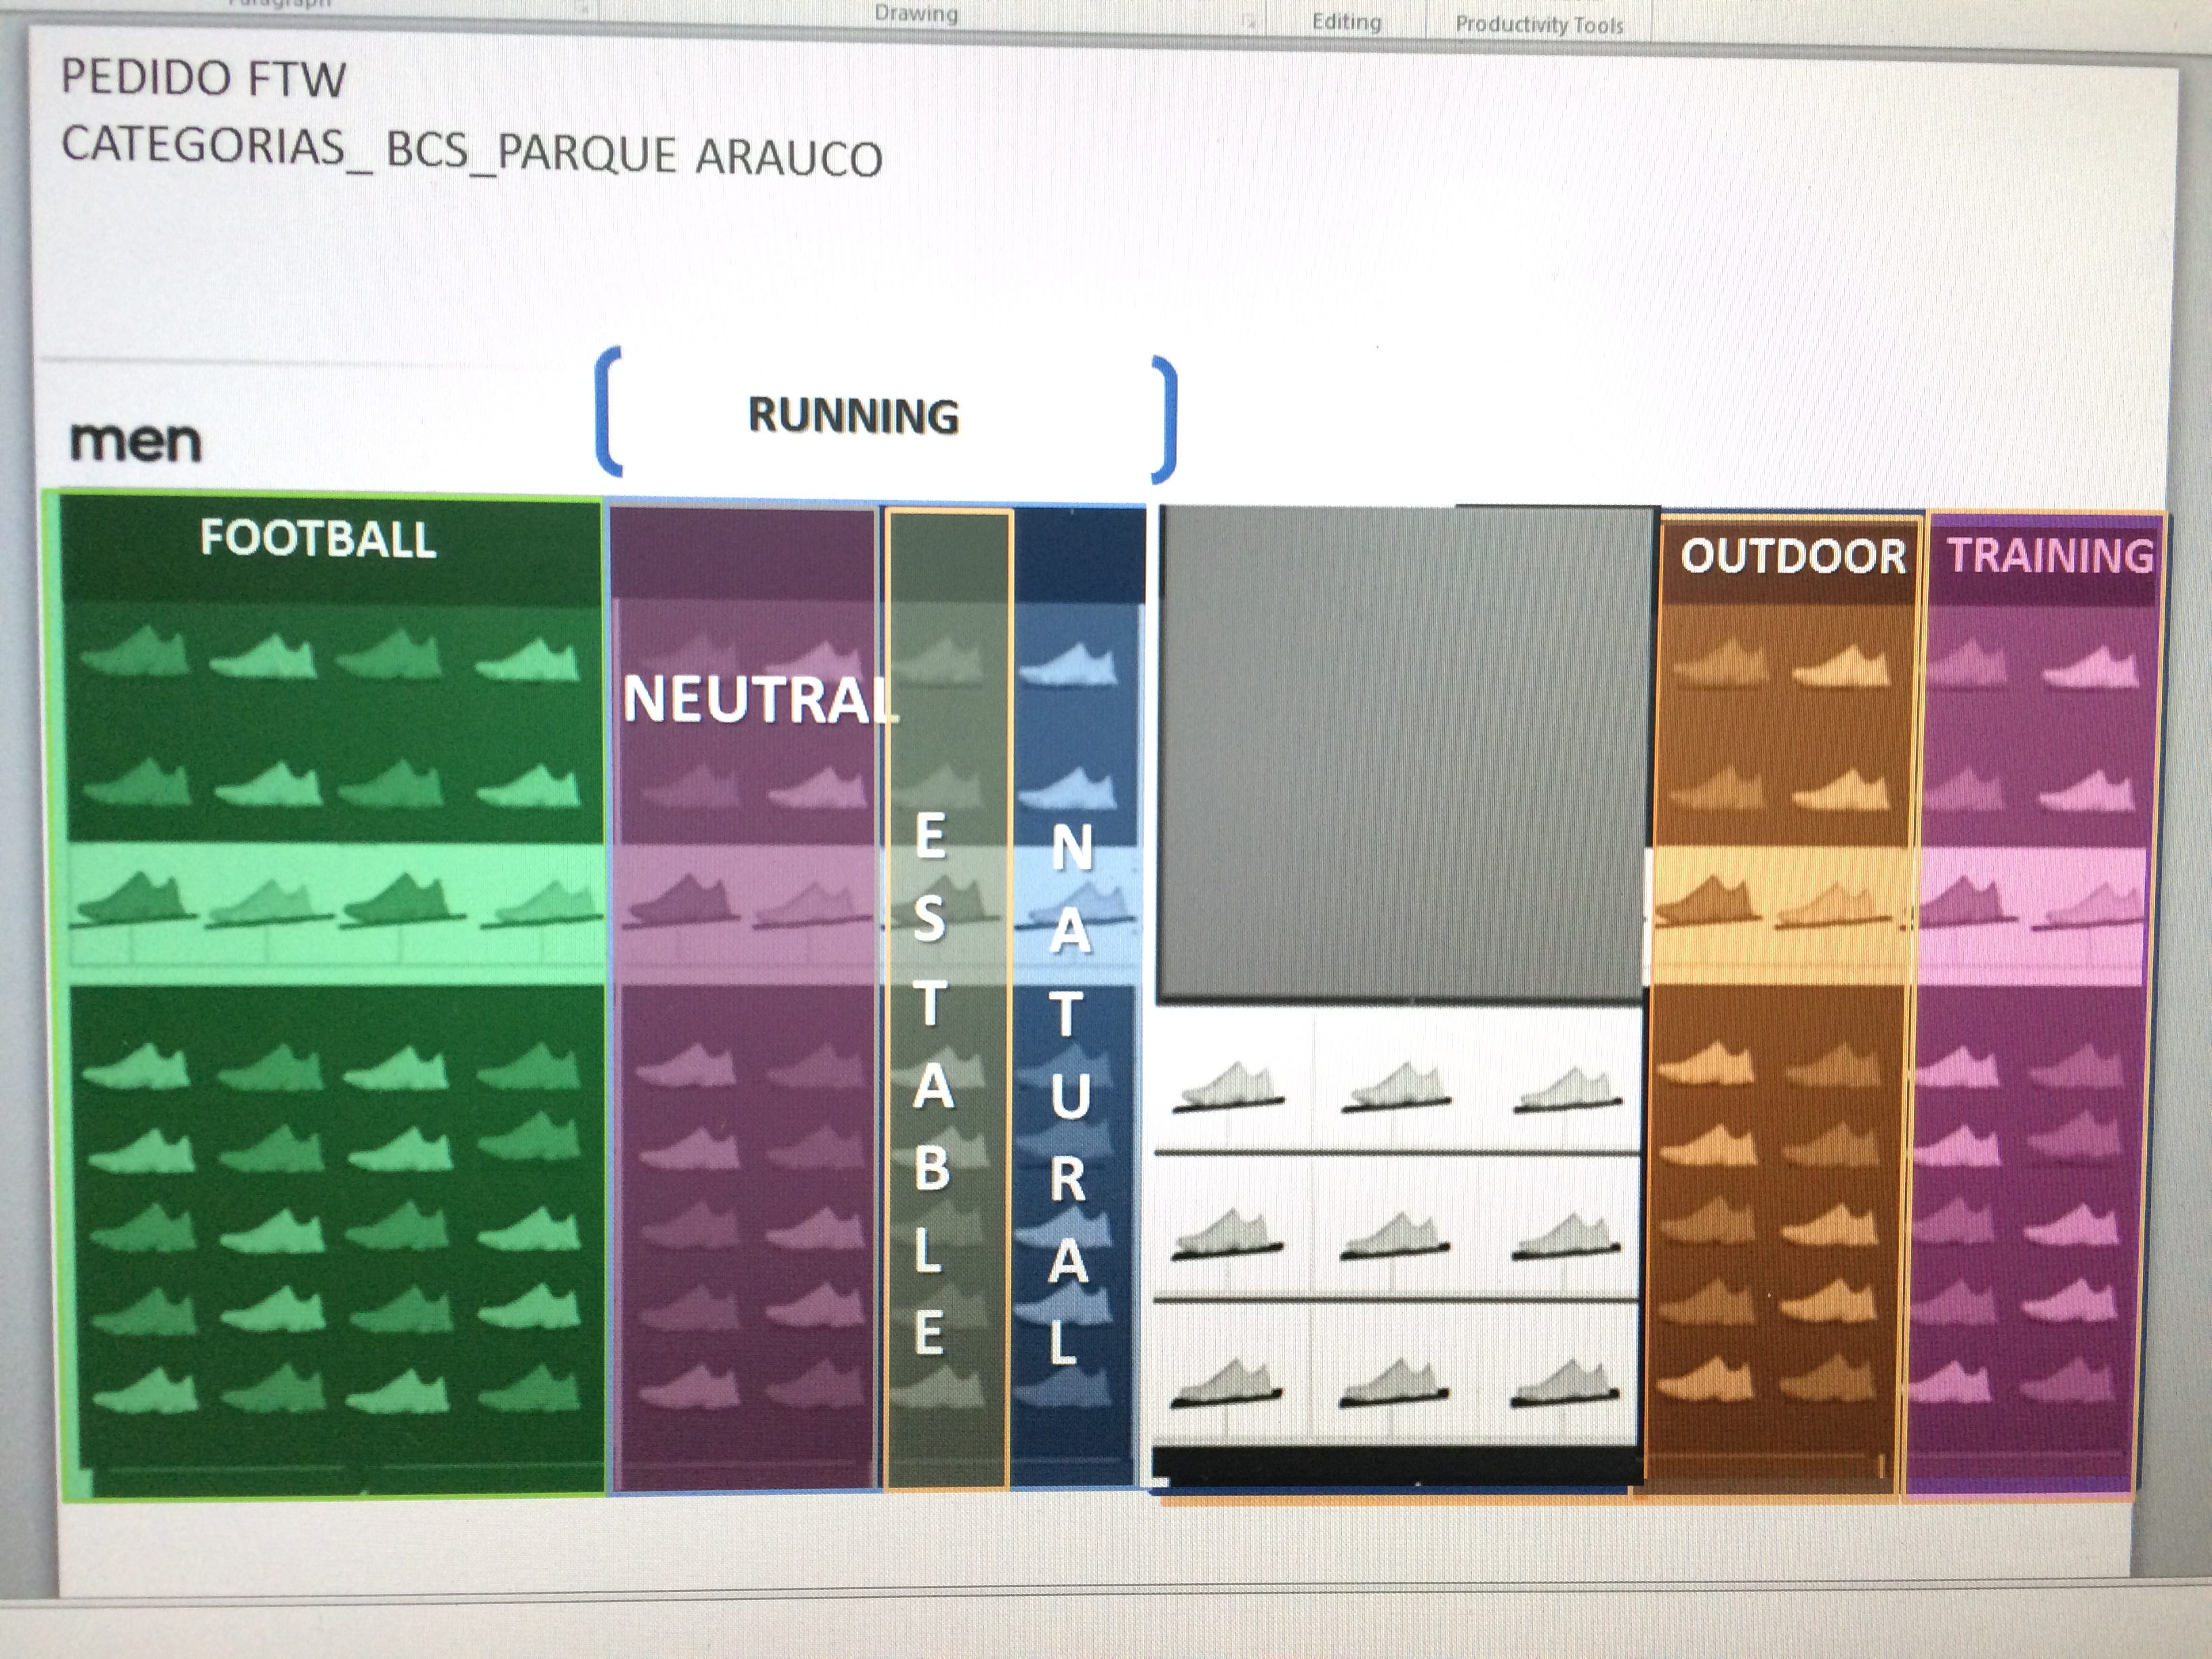 Paragraph
Drawing
Editing
Productivity Tools
PEDIDO FTW
CATEGORIAS_ BCS_PARQUE ARAUCO
RUNNING
men
FOOTBALL
OUTDOOR
TRAINING
NEUTRAL
ESTABLE
NATURAL